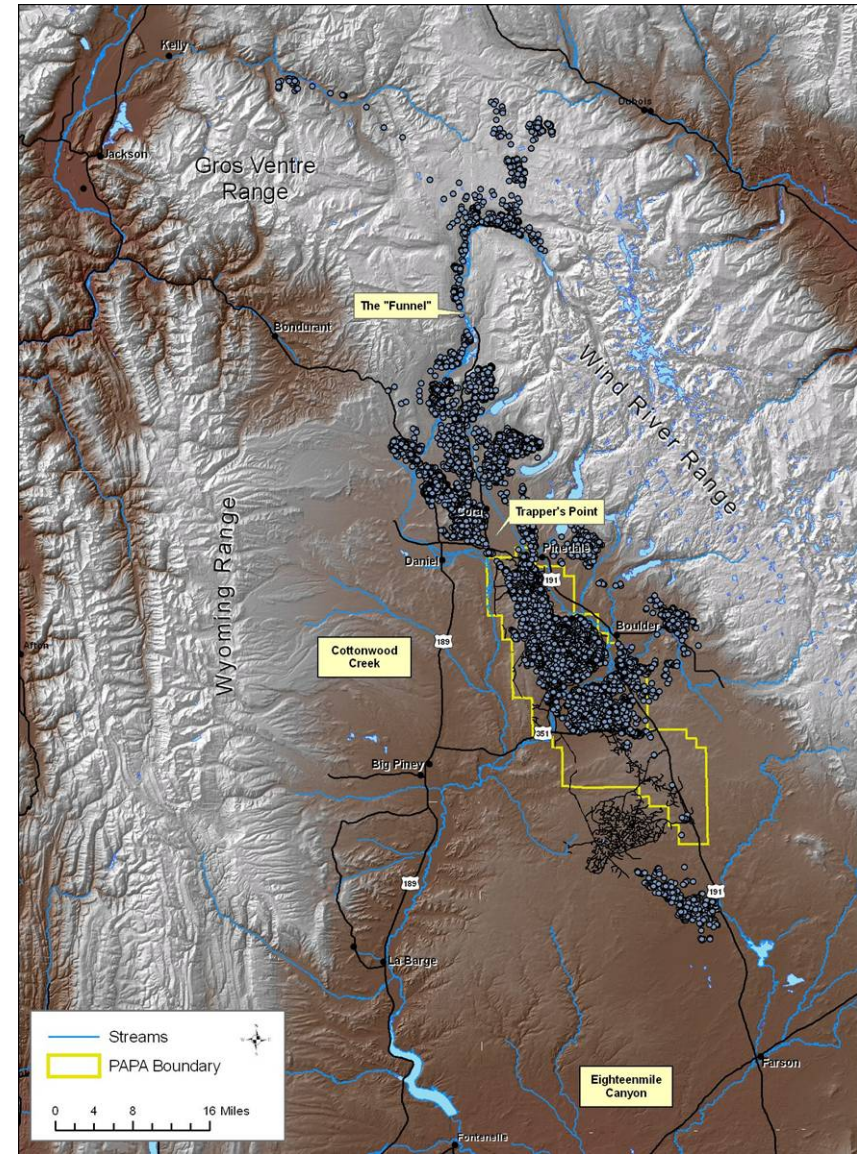 Kelly
Dubois
Jackson
Gros Ventre
Range
The "Funnel"
Bondurant
Wind River Range
Wyoming Range
Cora
Trapper's Point
Daniel
Pinedale
191
189
Boulder
Afton
Cottonwood
Creek
351
Big Piney
189
191
La Barge
Streams
PAPA Boundary
0 4 8 16 Miles
Eighteenmile
Canyon
Farson
Fontenelle